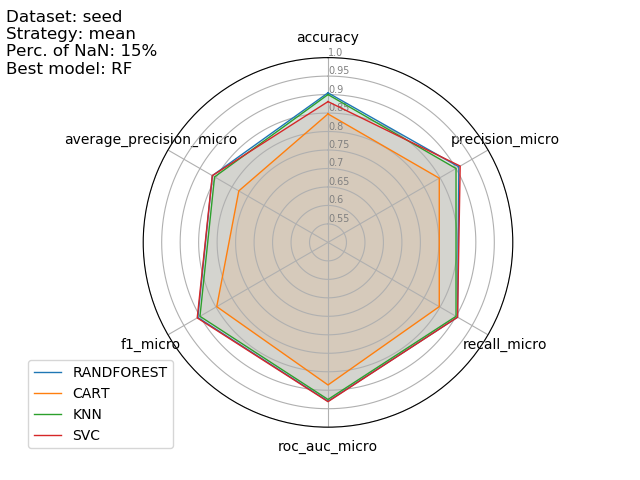 Dataset: seed
Strategy: mean
Perc. of NaN: 15%
Best model: RF
accuracy
1.0
0.95
0.9
0.85
0.8
0.75
0.7
0.65
0.6
0.55
average_precision_micro
precision_micro
f1_micro
recall_micro
roc_auc_micro
RANDFOREST
CART
KNN
SVC